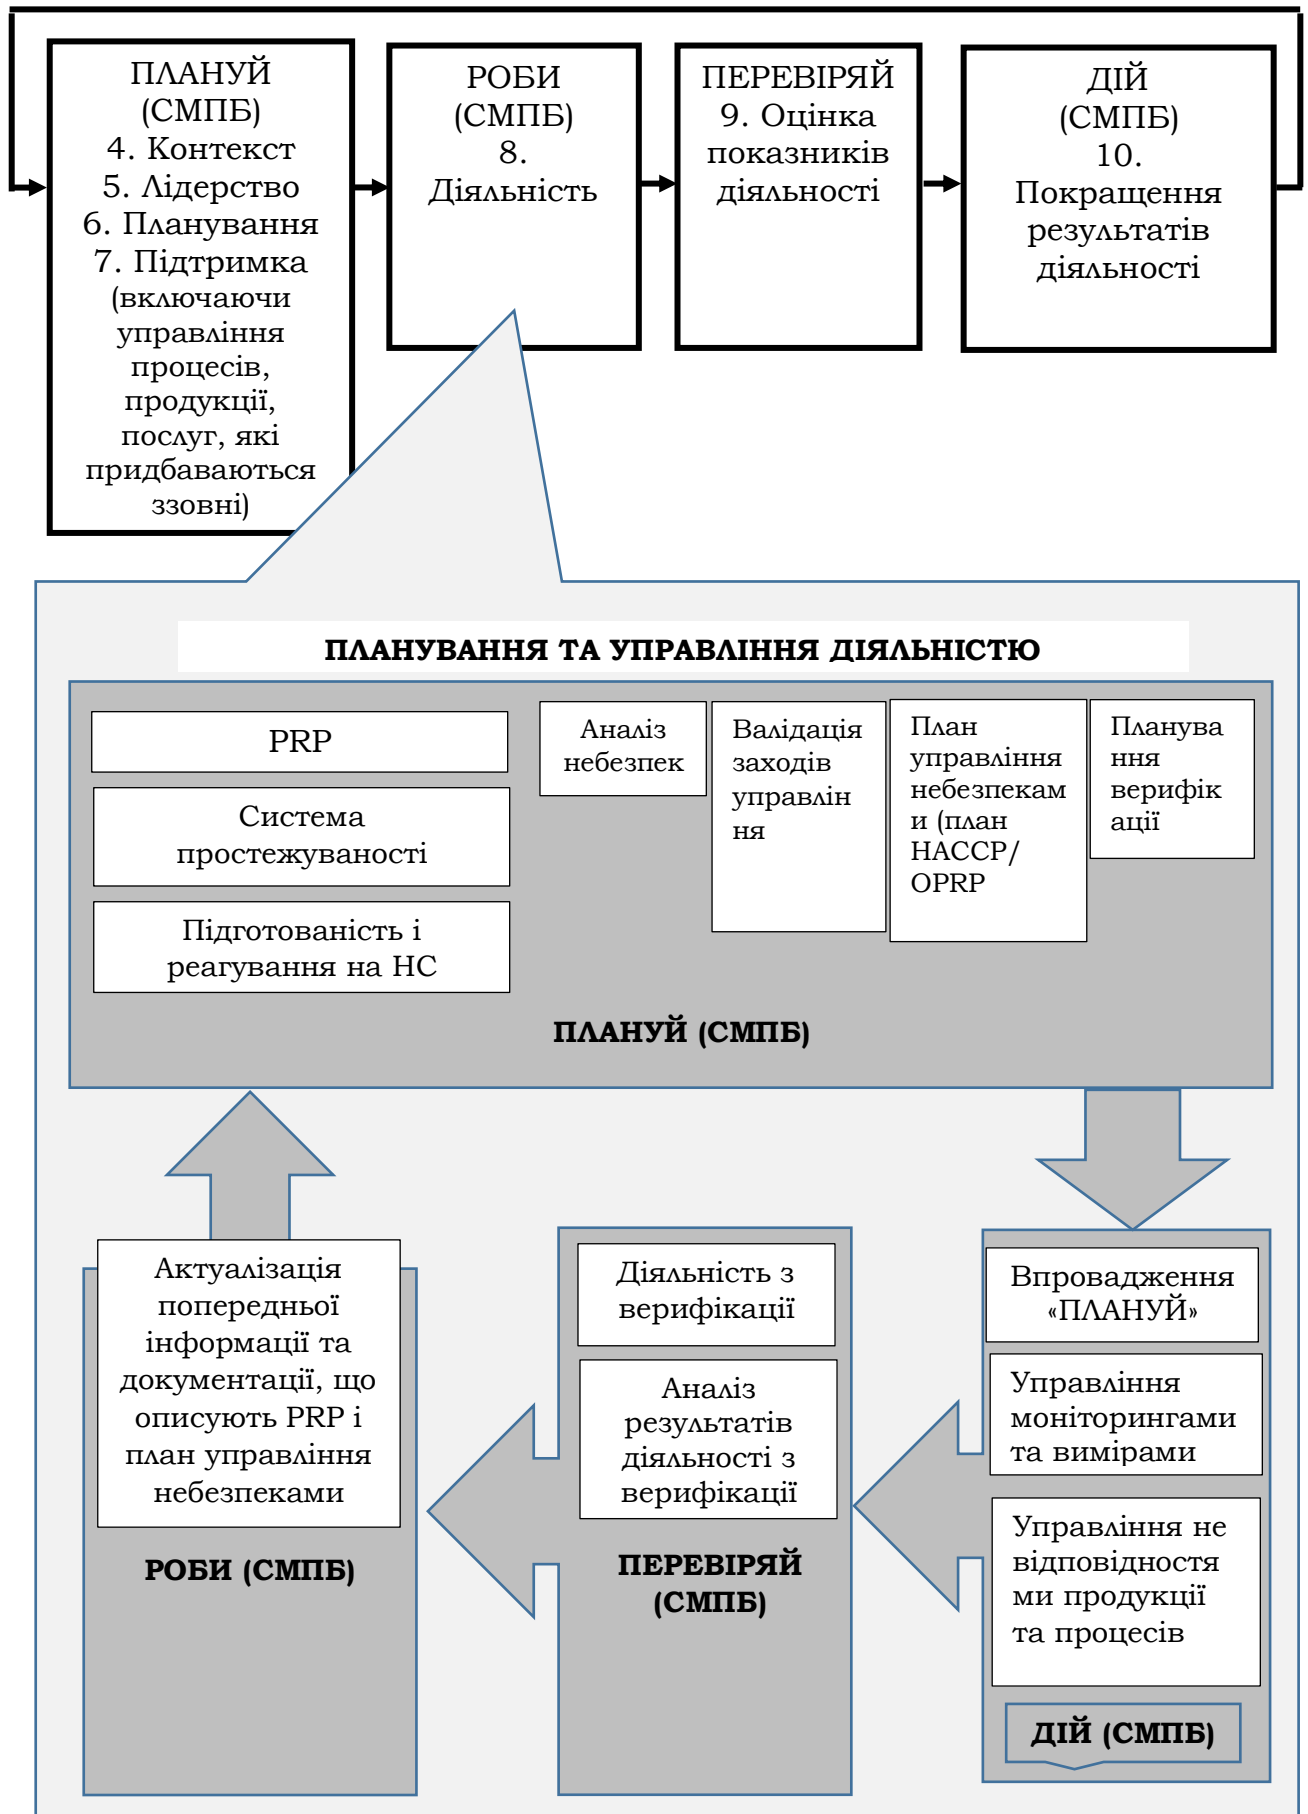 ПЛАНУЙ
(СМПБ)
4. Контекст
5. Лідерство
6. Планування
7. Підтримка
(включаючи
управління
процесів,
продукції,
послуг, які
придбаваються
ззовні)
РОБИ
(СМПБ)
8.
Діяльність
ПЕРЕВІРЯЙ
9. Оцінка
показників
діяльності
ДІЙ
(СМПБ)
10.
Покращення
результатів
діяльності
ПЛАНУВАННЯ ТА УПРАВЛІННЯ ДІЯЛЬНІСТЮ
PRP
Система
простежуваності
Підготованість і
реагування на НС
Аналіз
небезпек
Валідація
заходів
управлін
ня
План
управління
небезпекам
и (план
НАССР/
OPRP
Планува
ння
верифік
ації
ПЛАНУЙ (СМПБ)
Актуалізація
попередньої
інформації та
документації, що
описують PRP і
план управління
небезпеками
РОБИ (СМПБ)
Діяльність з
верифікації
Аналіз
результатів
діяльності з
верифікації
ПЕРЕВІРЯЙ
(СМПБ)
Впровадження
«ПЛАНУЙ»
Управління
моніторингами
та вимірами
Управління не
відповідностя
ми продукції
та процесів
ДІЙ (СМПБ)